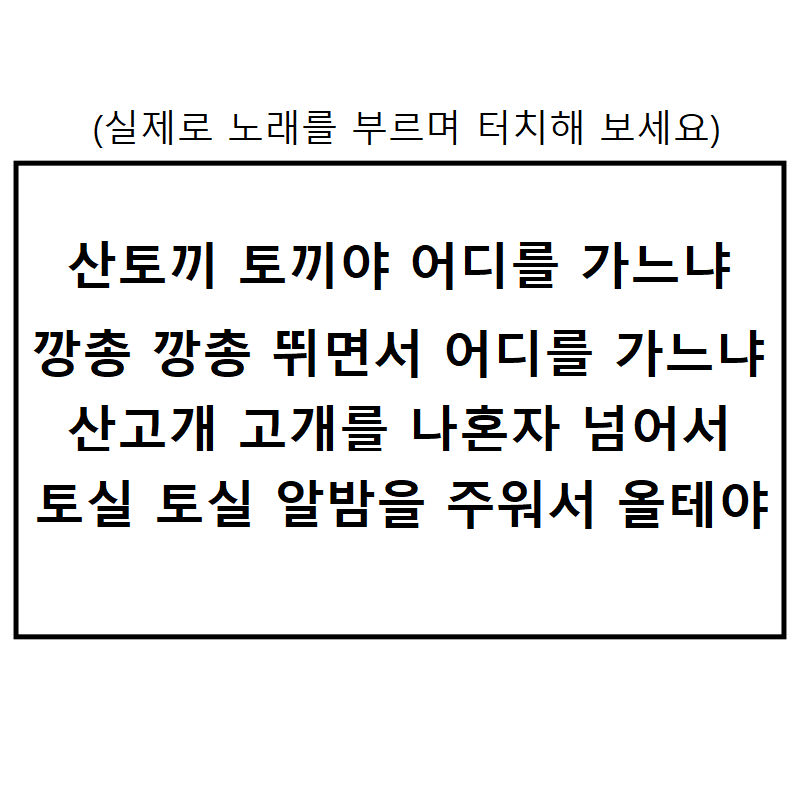 (실제로 노래를 부르며 터치해 보세요)
산토끼 토끼야 어디를 가느냐
깡총 깡총 뛰면서 어디를 가느냐
산고개 고개를 나혼자 넘어서
토실 토실 알밤을 주워서 올테야